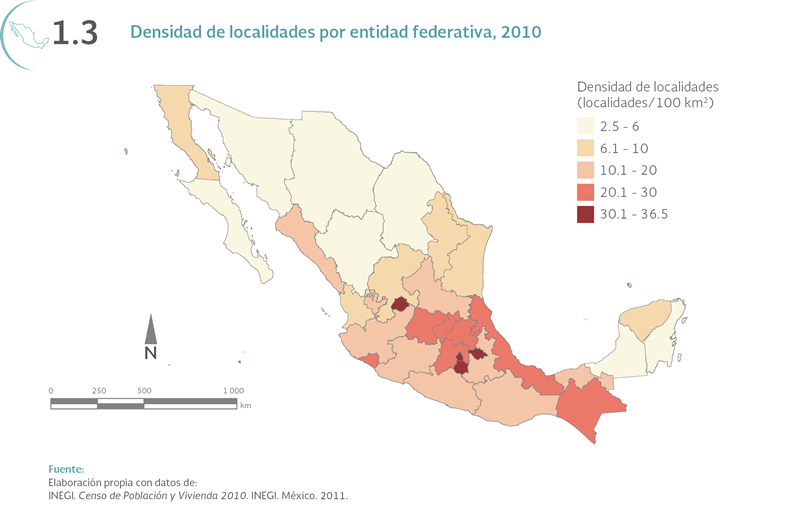 1.3
Densidad de localidades por entidad federativa, 2010
Densidad de localidades
(localidades/100 km²)
2.5 - 6
6.1 - 10
10.1 - 20
20.1 - 30
30.1 - 36.5
N
0 250 500 1 000
km
Fuente:
Elaboración propia con datos de:
INEGI. Censo de Población y Vivienda 2010. INEGI. México. 2011.